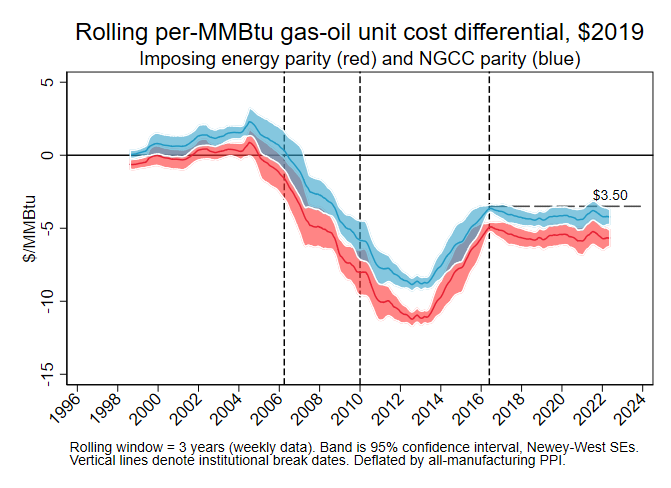 Rolling per-MMBtu gas-oil unit cost differential, $2019
Imposing energy parity (red) and NGCC parity (blue)
$/MMBtu
5
0
-5
-10
-15
$3.50
1996 1998 2000 2002 2004 2006 2008 2010 2012 2014 2016 2018 2020 2022 2024
Rolling window = 3 years (weekly data). Band is 95% confidence interval, Newey-West SEs.
Vertical lines denote institutional break dates. Deflated by all-manufacturing PPI.